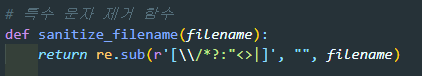 # 특수 문자 제거 함수
def sanitize_filename(filename):
    return re.sub(r'[\\/*?:"<>|]', "", filename)